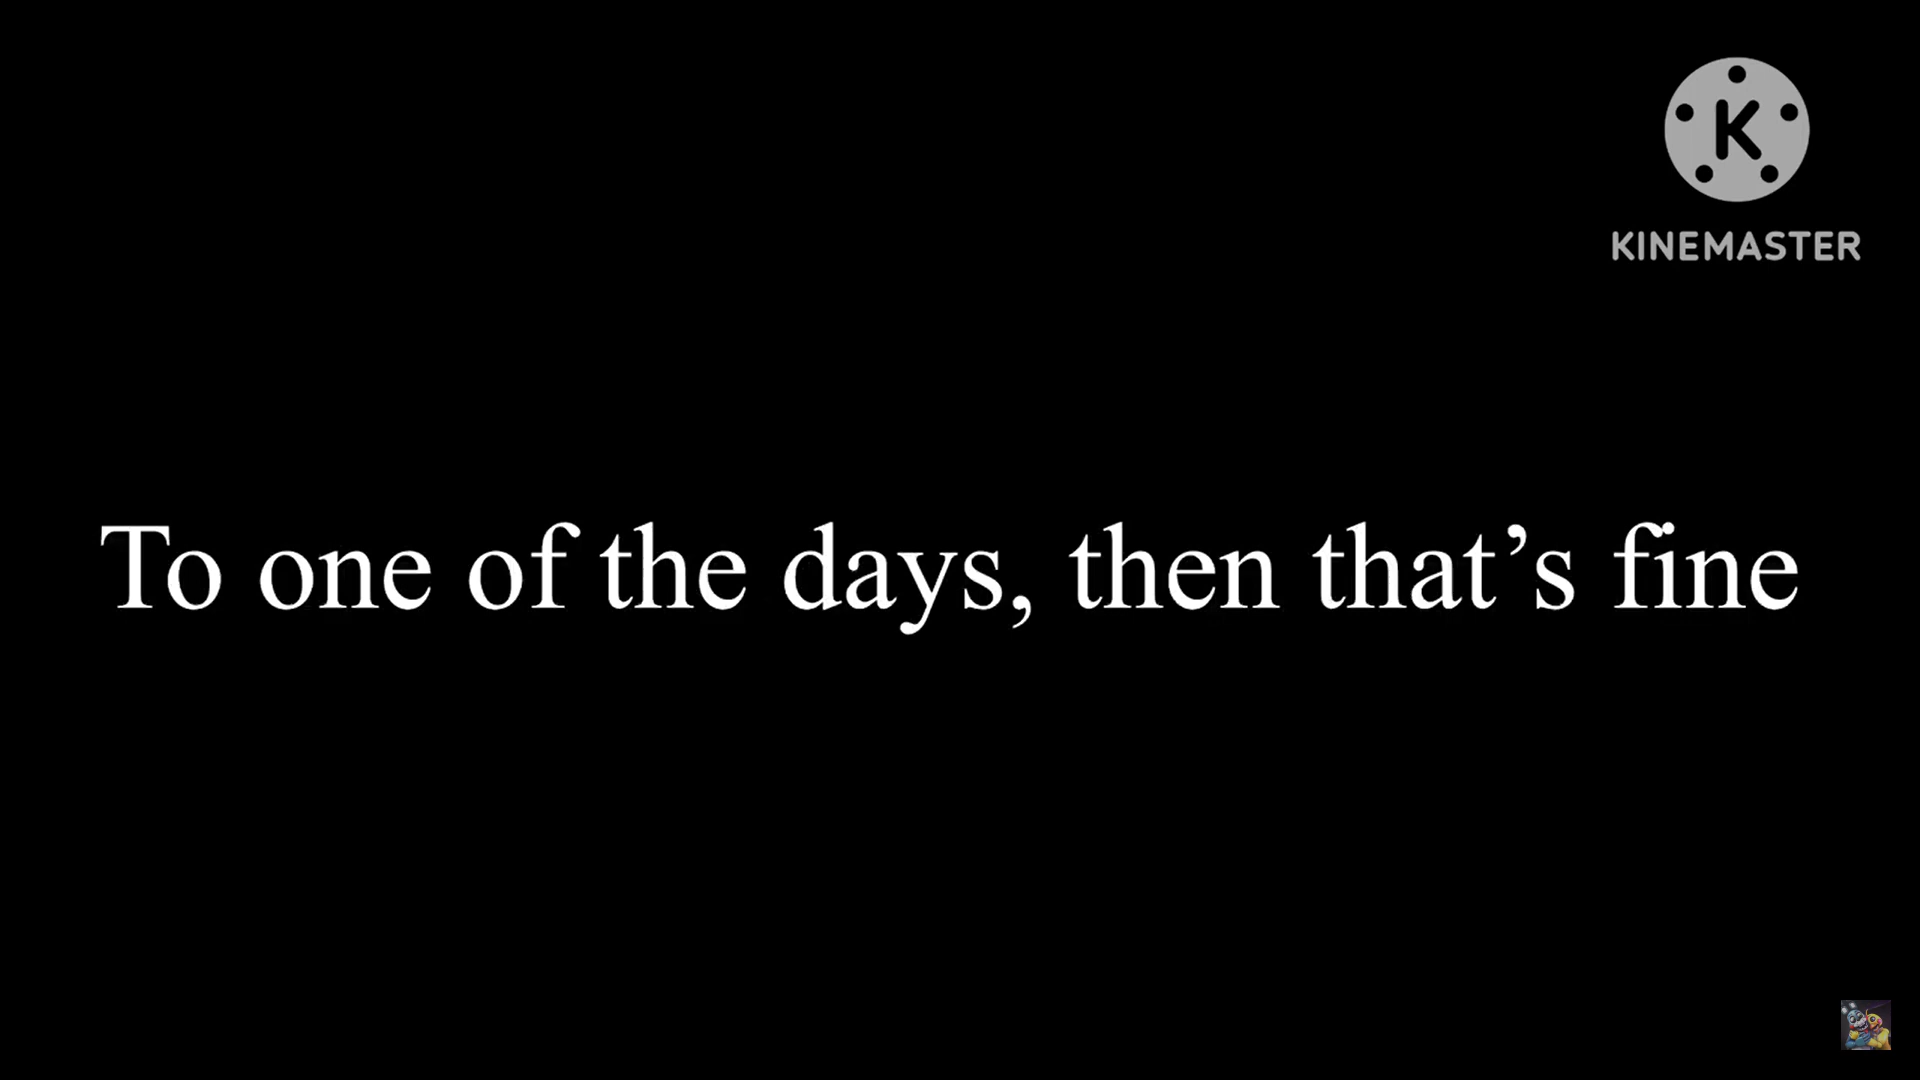 K
KINEMASTER
To one of the days, then that’s fine